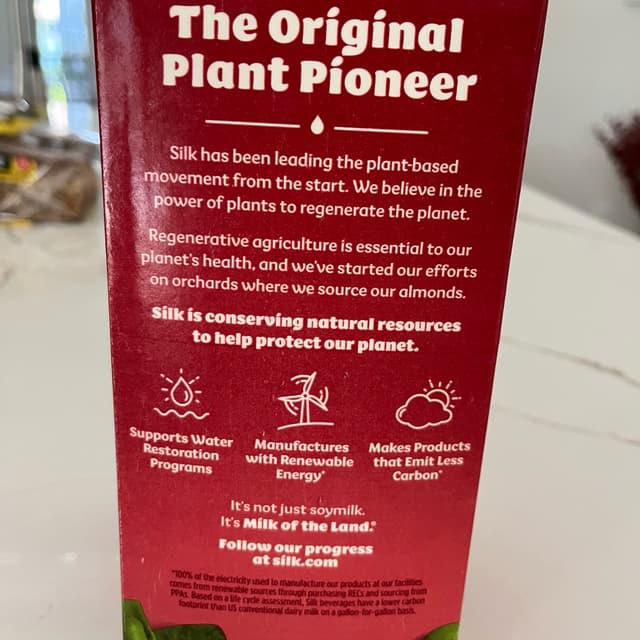 The Original
Plant Pioneer
Silk has been leading the plant-based
movement from the start. We believe in the
power of plants to regenerate the planet.
Regenerative agriculture is essential to our
planet's health, and we've started our efforts
on orchards where we source our almonds.
Silk is conserving natural resources
to help protect our planet.
Supports Water
Restoration
Programs
Manufactures
with Renewable
Energy*
Makes Products
that Emit Less
Carbon*
It's not just soymilk.
It's Milk of the Land.®
Follow our progress
at silk.com
*100% of the electricity used to manufacture our products at our facilities
comes from renewable sources through purchasing RECs and sourcing from
PPAs. Based on a life cycle assessment, Silk beverages have a lower carbon
footprint than US conventional dairy milk on a gallon-for-gallon basis.